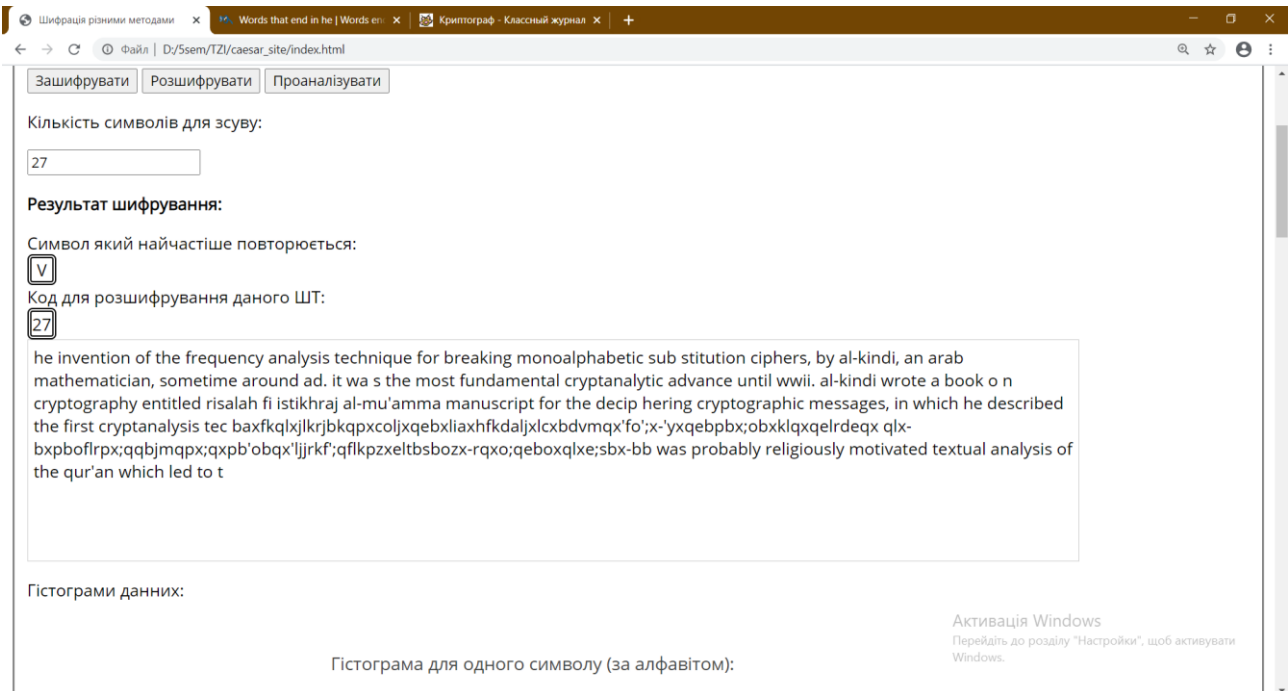 Шифрація різними методами
Words that end in he | Words en
Криптограф - Классный журнал
Файл | D:/5sem/TZI/caesar_site/index.html
Зашифрувати Розшифрувати Проаналізувати
Кількість символів для зсуву:
27
Результат шифрування:
Символ який найчастіше повторюється:
V
Код для розшифрування даного ШТ:
27
he invention of the frequency analysis technique for breaking monoalphabetic sub stitution ciphers, by al-kindi, an arab
mathematician, sometime around ad. it wa s the most fundamental cryptanalytic advance until wwii. al-kindi wrote a book o n
cryptography entitled risalah fi istikhraj al-mu'amma manuscript for the decip hering cryptographic messages, in which he described
the first cryptanalysis tec baxfkqlxjlkrjbkqpxcoljxqebxliaxhfkdaljxlcxbdvmqx'fo';x-'yxqebpbx;obxklqxqelrdeqx qlx-
bxpboflrpx;qqbjmqpx;qxpb'obqx'ljjrkf';qflkpzxeltbsbozx-rqxo;qeboxqlxe;sbx-bb was probably religiously motivated textual analysis of
the qur'an which led to t
Гістограми данних:
Активація Windows
Перейдіть до розділу "Настройки", щоб активувати
Windows.
Гістограма для одного символу (за алфавітом):